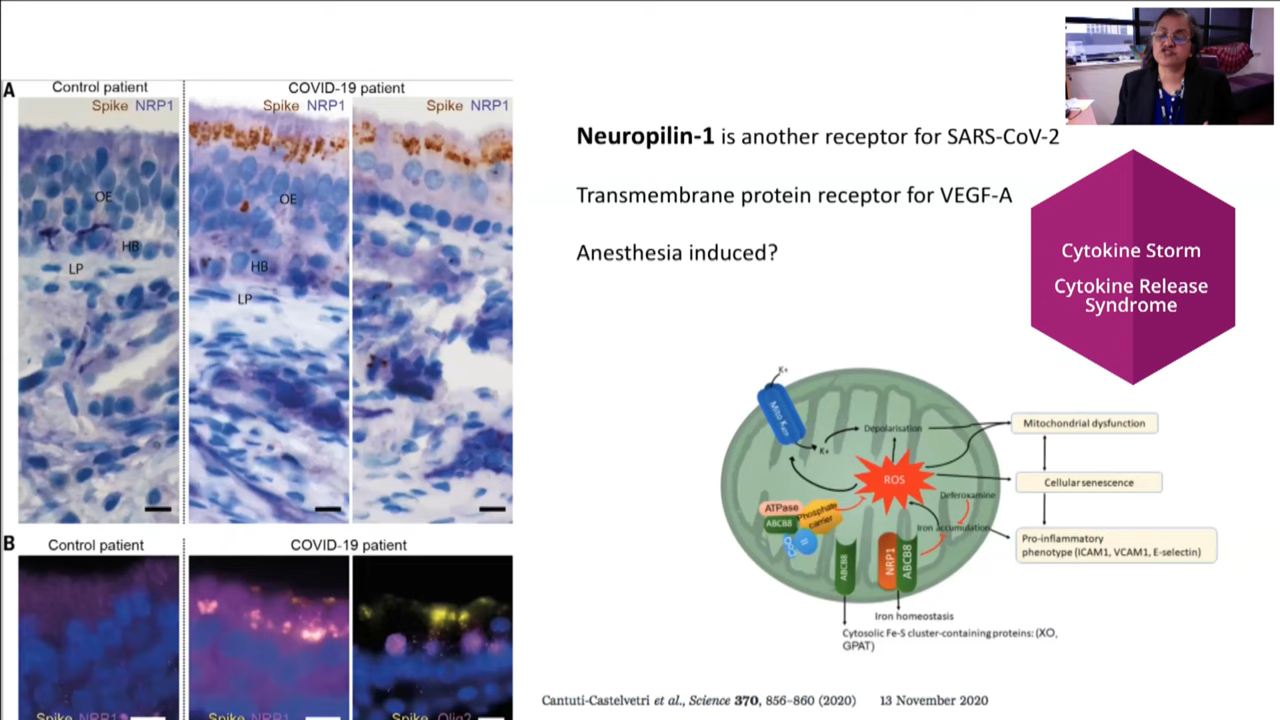 A
Control patient
COVID-19 patient
Spike NRP1
Spike NRP1
Spike NRP1
OE
HB
LP
OE
HB
LP
B
Control patient
COVID-19 patient
Spike NRP1
Spike NRP1
Spike Olig2
Neuropilin-1 is another receptor for SARS-CoV-2
Transmembrane protein receptor for VEGF-A
Anesthesia induced?
Cytokine Storm
Cytokine Release
Syndrome
K+
Mito KATP
K+
Depolarisation
ROS
Deferoxamine
Iron accumulation
ATPase
ABCB8
Phosphate
carrier
II
ABCB8
NRP1
ABCB8
Iron homeostasis
Cytosolic Fe-S cluster-containing proteins: (XO,
GPAT)
Mitochondrial dysfunction
Cellular senescence
Pro-inflammatory
phenotype (ICAM1, VCAM1, E-selectin)
Cantuti-Castelvetri et al., Science 370, 856–860 (2020) 13 November 2020